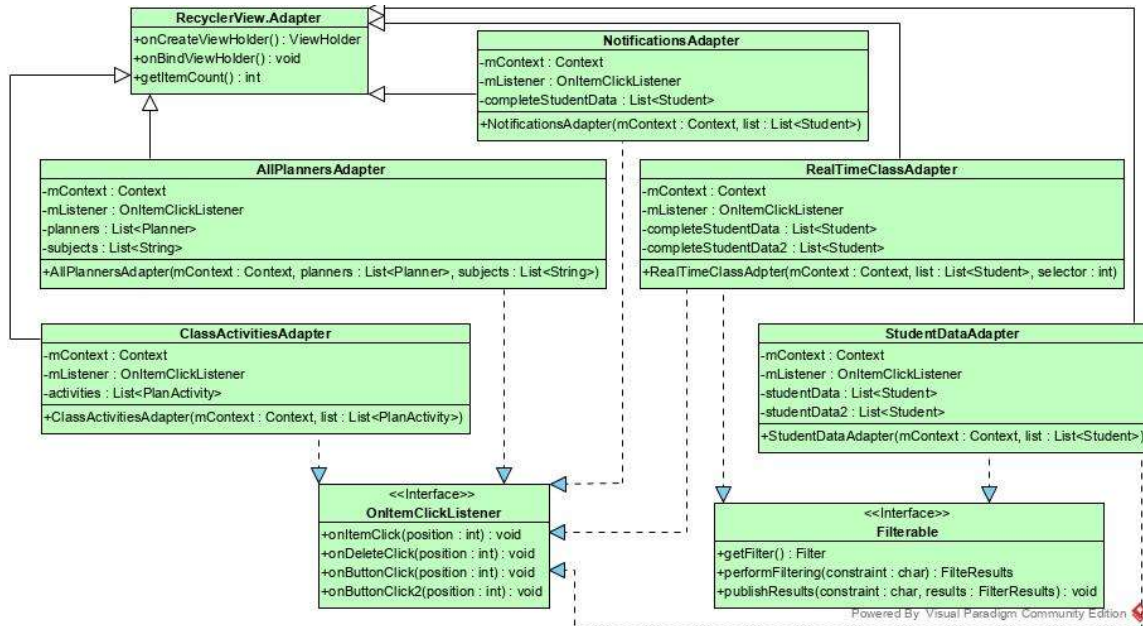 RecyclerView.Adapter
+onCreateViewHolder() : ViewHolder
+onBindViewHolder() : void
+getItemCount() : int
NotificationsAdapter
-mContext : Context
-mListener : OnItemClickListener
-completeStudentData : List<Student>
+NotificationsAdapter(mContext : Context, list : List<Student>)
AllPlannersAdapter
-mContext : Context
-mListener : OnItemClickListener
-planners : List<Planner>
-subjects : List<String>
+AllPlannersAdapter(mContext : Context, planners : List<Planner>, subjects : List<String>)
RealTimeClassAdapter
-mContext : Context
-mListener : OnItemClickListener
-completeStudentData : List<Student>
-completeStudentData2 : List<Student>
+RealTimeClassAdpter(mContext : Context, list : List<Student>, selector : int)
ClassActivitiesAdapter
-mContext : Context
-mListener : OnItemClickListener
-activities : List<PlanActivity>
+ClassActivitiesAdapter(mContext : Context, list : List<PlanActivity>)
StudentDataAdapter
-mContext : Context
-mListener : OnItemClickListener
-studentData : List<Student>
-studentData2 : List<Student>
+StudentDataAdapter(mContext : Context, list : List<Student>)
<<Interface>>
OnItemClickListener
+onItemClick(position : int) : void
+onDeleteClick(position : int) : void
+onButtonClick(position : int) : void
+onButtonClick2(position : int) : void
<<Interface>>
Filterable
+getFilter() : Filter
+performFiltering(constraint : char) : FilteResults
+publishResults(constraint : char, results : FilterResults) : void
Powered By Visual Paradigm Community Edition